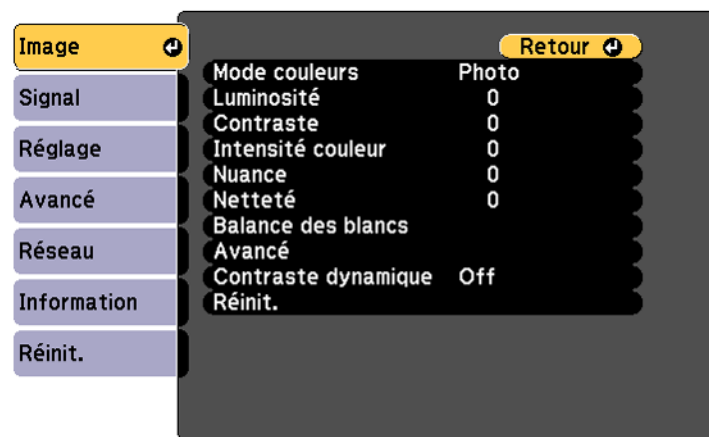 Image
Signal
Réglage
Avancé
Réseau
Information
Réinit.
Retour
Mode couleurs Photo
Luminosité 0
Contraste 0
Intensité couleur 0
Nuance 0
Netteté 0
Balance des blancs
Avancé
Contraste dynamique Off
Réinit.